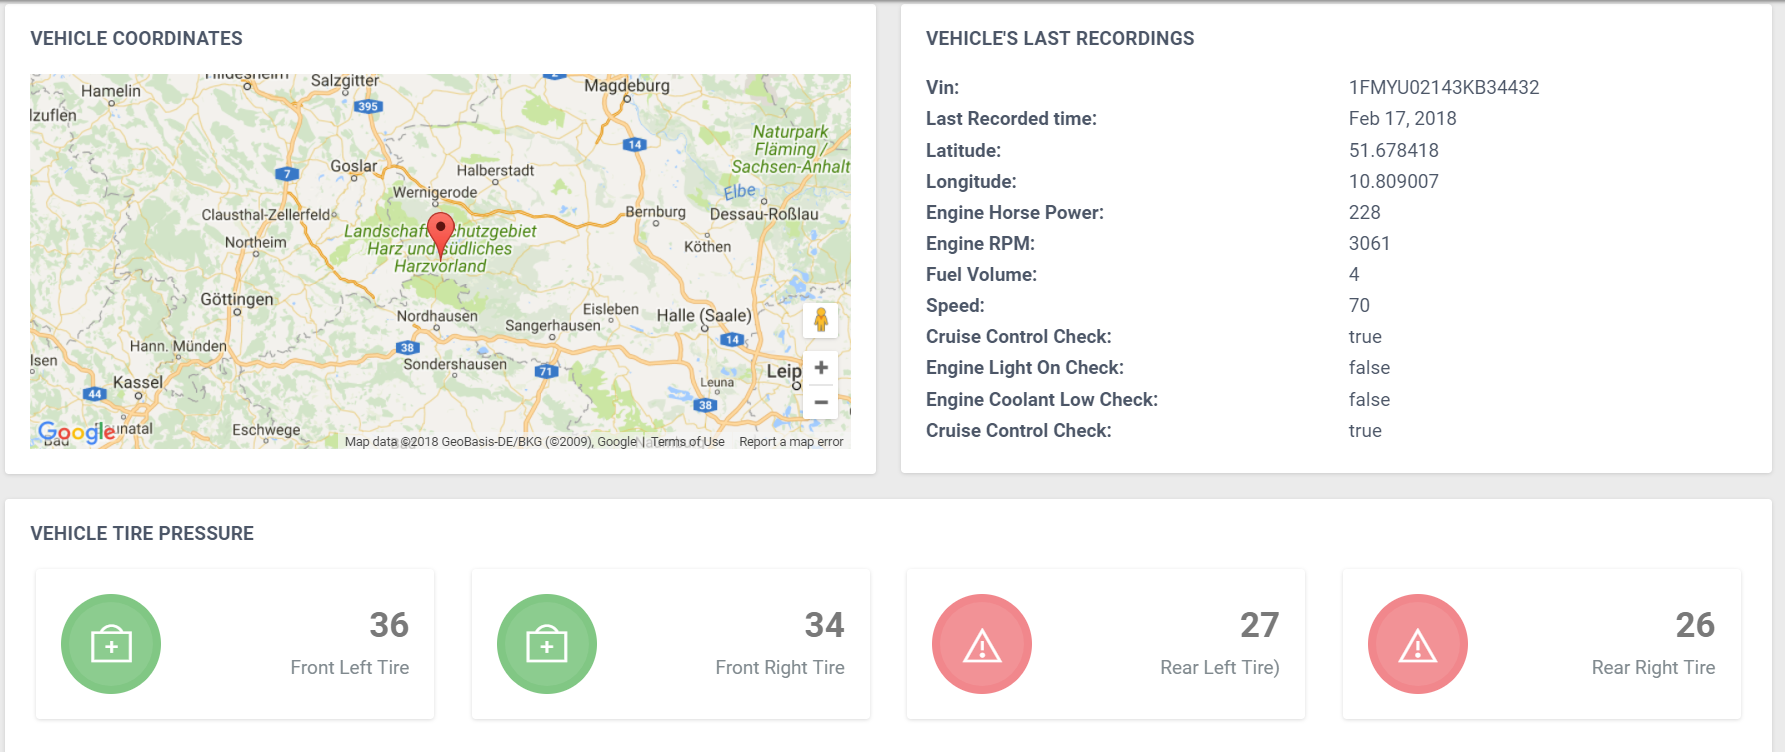 VEHICLE COORDINATES
Hamelin
Salzgitter
Magdeburg
lzuflen
395
14
Naturpark
Fläming /
Sachsen-Anhalt
Goslar
7
Halberstadt
Wernigerode
Elbe
Clausthal-Zellerfeld
Bernburg
Dessau-Roßlau
Landschaft
chutzgebiet
Harz und südliches
Harzvorland
Northeim
Köthen
Göttingen
Nordhausen
Eisleben
Sangerhausen
Halle (Saale)
Hann. Münden
38
14
lsen
Sondershausen
71
Kassel
44
Leuna
Leip
38
Google
unatal
Eschwege
Map data ©2018 GeoBasis-DE/BKG (©2009), Google
Terms of Use
Report a map error
VEHICLE'S LAST RECORDINGS
Vin: 1FMYU02143KB34432
Last Recorded time: Feb 17, 2018
Latitude: 51.678418
Longitude: 10.809007
Engine Horse Power: 228
Engine RPM: 3061
Fuel Volume: 4
Speed: 70
Cruise Control Check: true
Engine Light On Check: false
Engine Coolant Low Check: false
Cruise Control Check: true
VEHICLE TIRE PRESSURE
36
Front Left Tire
34
Front Right Tire
27
Rear Left Tire)
26
Rear Right Tire